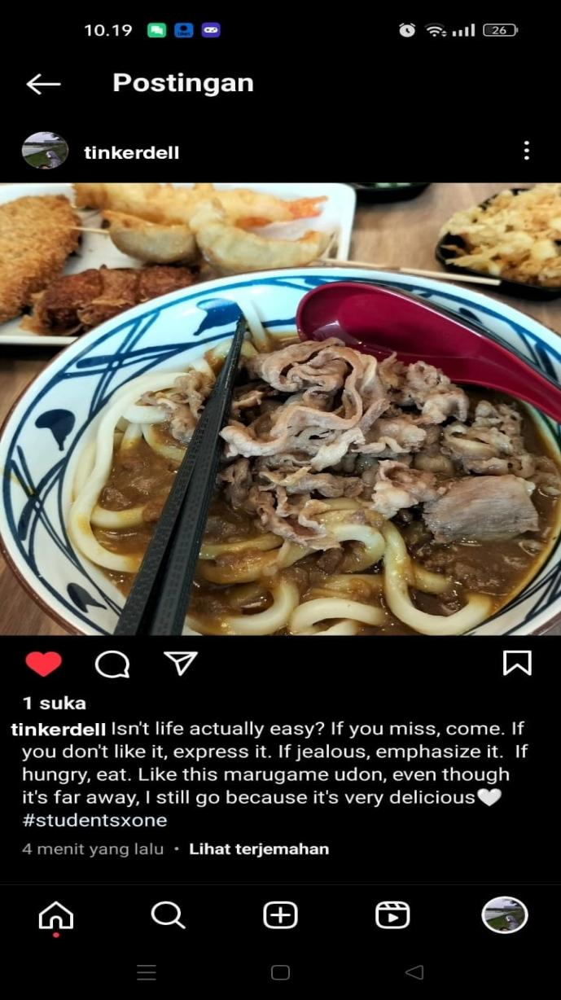 10.19
26
Postingan
tinkerdell
1 suka
tinkerdell Isn't life actually easy? If you miss, come. If
you don't like it, express it. If jealous, emphasize it. If
hungry, eat. Like this marugame udon, even though
it's far away, I still go because it's very delicious🤍
#studentsxone
4 menit yang lalu • Lihat terjemahan